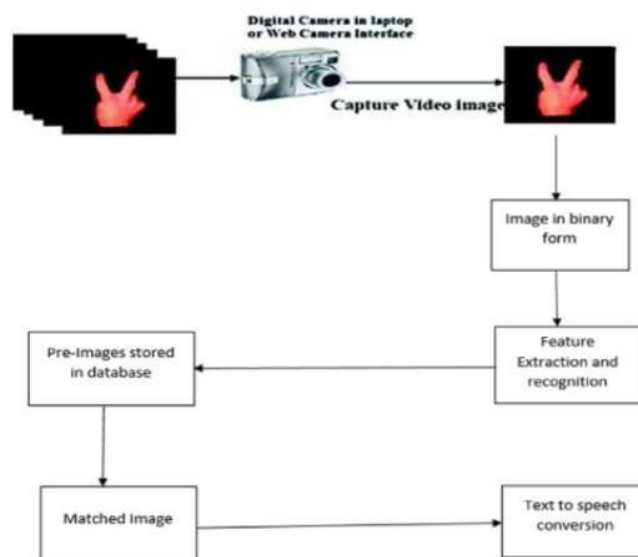 Digital Camera in laptop
or Web Camera Interface
Capture Video image
Image in binary
form
Feature
Extraction and
recognition
Pre-Images stored
in database
Matched Image
Text to speech
conversion